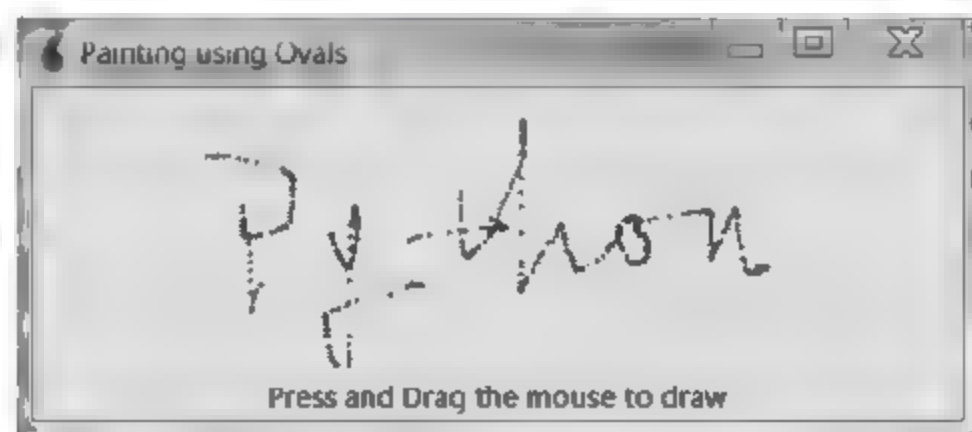 Painting using Ovals
Python
Press and Drag the mouse to draw